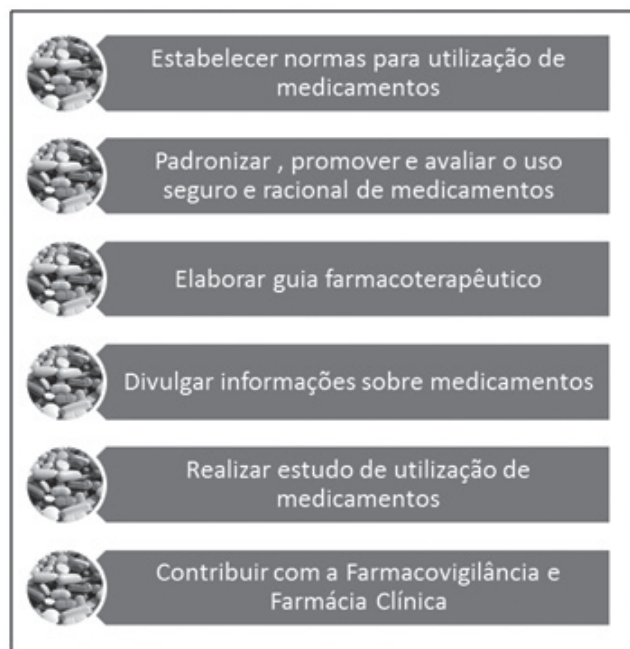 Estabelecer normas para utilização de
medicamentos
Padronizar , promover e avaliar o uso
seguro e racional de medicamentos
Elaborar guia farmacoterapêutico
Divulgar informações sobre medicamentos
Realizar estudo de utilização de
medicamentos
Contribuir com a Farmacovigilância e
Farmácia Clínica